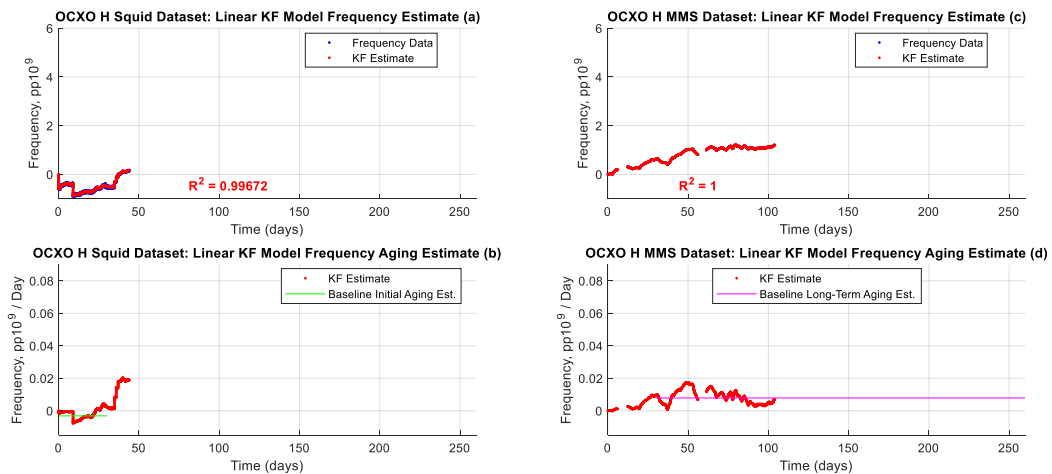 OCXO H Squid Dataset: Linear KF Model Frequency Estimate (a)
Frequency, pp10^9
6
4
2
0
Frequency Data
KF Estimate
R^2 = 0.99672
0 50 100 150 200 250
Time (days)
OCXO H MMS Dataset: Linear KF Model Frequency Estimate (c)
Frequency, pp10^9
6
4
2
0
Frequency Data
KF Estimate
R^2 = 1
0 50 100 150 200 250
Time (days)
OCXO H Squid Dataset: Linear KF Model Frequency Aging Estimate (b)
Frequency, pp10^9 / Day
0.08
0.06
0.04
0.02
0
KF Estimate
Baseline Initial Aging Est.
0 50 100 150 200 250
Time (days)
OCXO H MMS Dataset: Linear KF Model Frequency Aging Estimate (d)
Frequency, pp10^9 / Day
0.08
0.06
0.04
0.02
0
KF Estimate
Baseline Long-Term Aging Est.
0 50 100 150 200 250
Time (days)